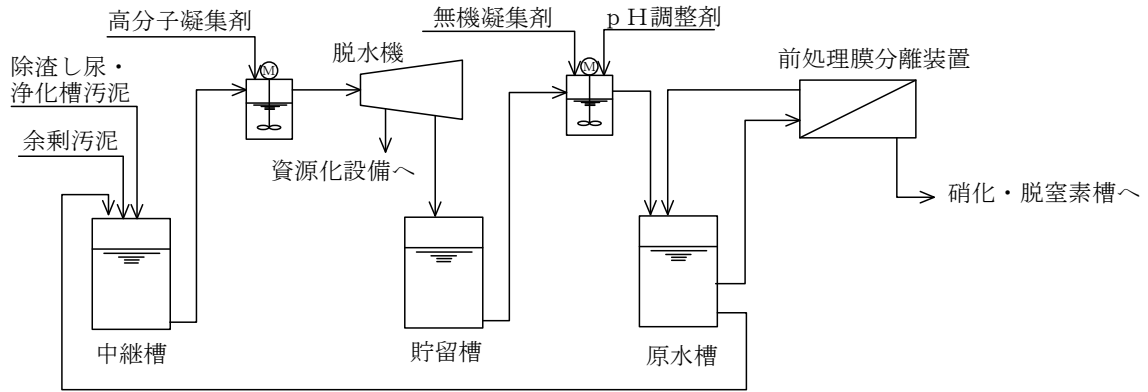 高分子凝集剤
無機凝集剤
ｐＨ調整剤
脱水機
前処理膜分離装置
除渣し尿・
浄化槽汚泥
M
M
余剰汚泥
資源化設備へ
硝化・脱窒素槽へ
中継槽
貯留槽
原水槽